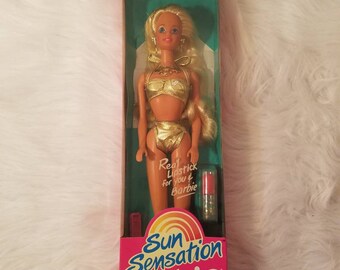 Real Lipstick
for you &
Barbie
Sun
Sensation